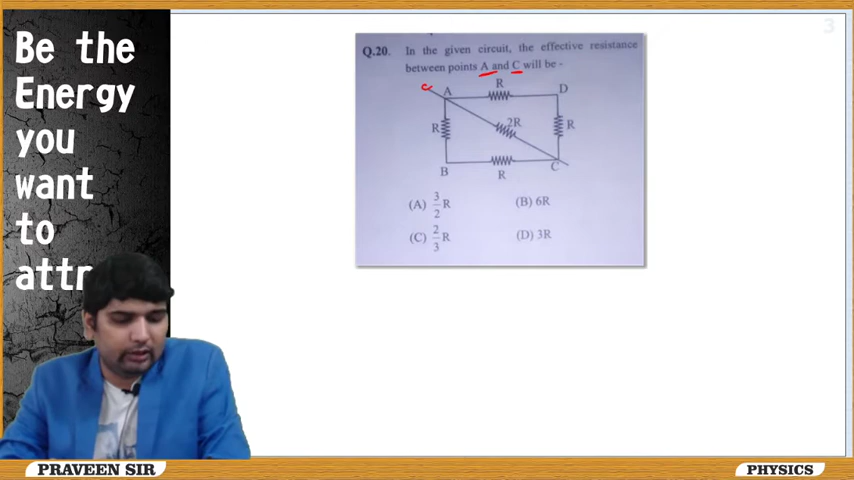 3
Be the
Energy
you
want
to
attr
Q.20. In the given circuit, the effective resistance
between points A and C will be -
A R D
R 2R R
B R C
(A) 3/2 R (B) 6R
(C) 2/3 R (D) 3R
PRAVEEN SIR PHYSICS